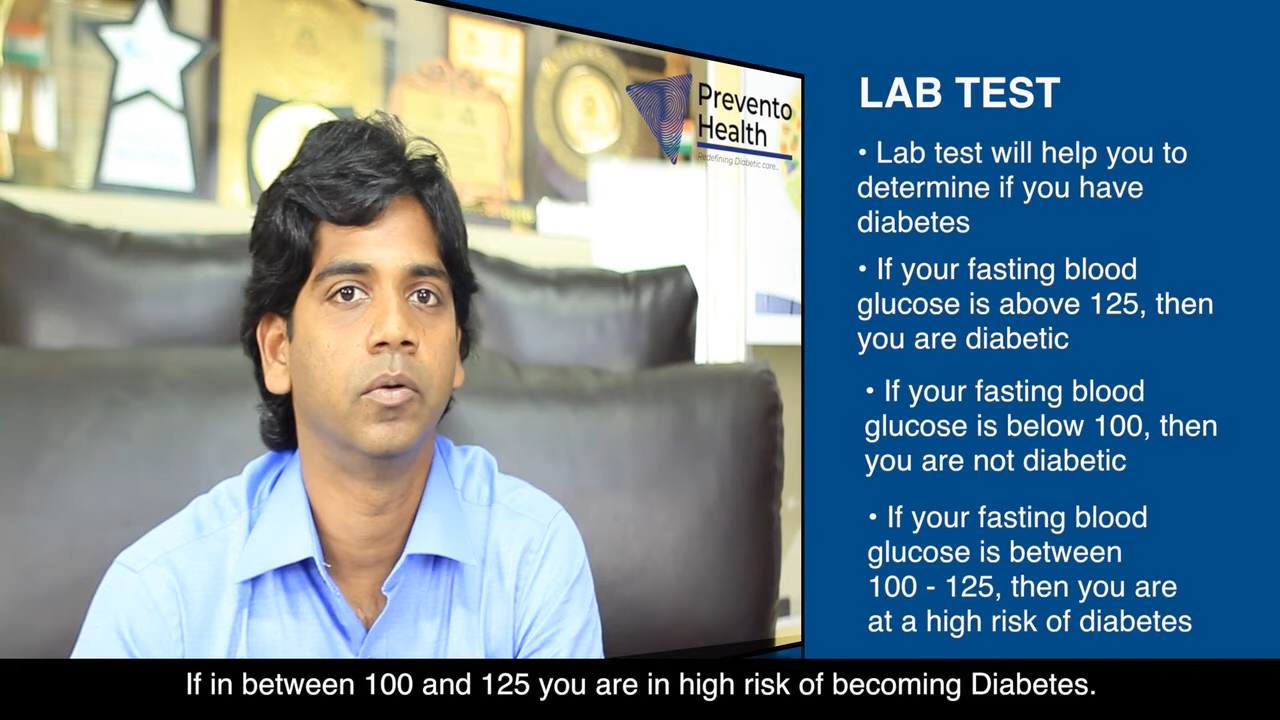 Prevento
Health
Redefining Diabetic care...
LAB TEST
• Lab test will help you to
determine if you have
diabetes
• If your fasting blood
glucose is above 125, then
you are diabetic
• If your fasting blood
glucose is below 100, then
you are not diabetic
• If your fasting blood
glucose is between
100 - 125, then you are
at a high risk of diabetes
If in between 100 and 125 you are in high risk of becoming Diabetes.